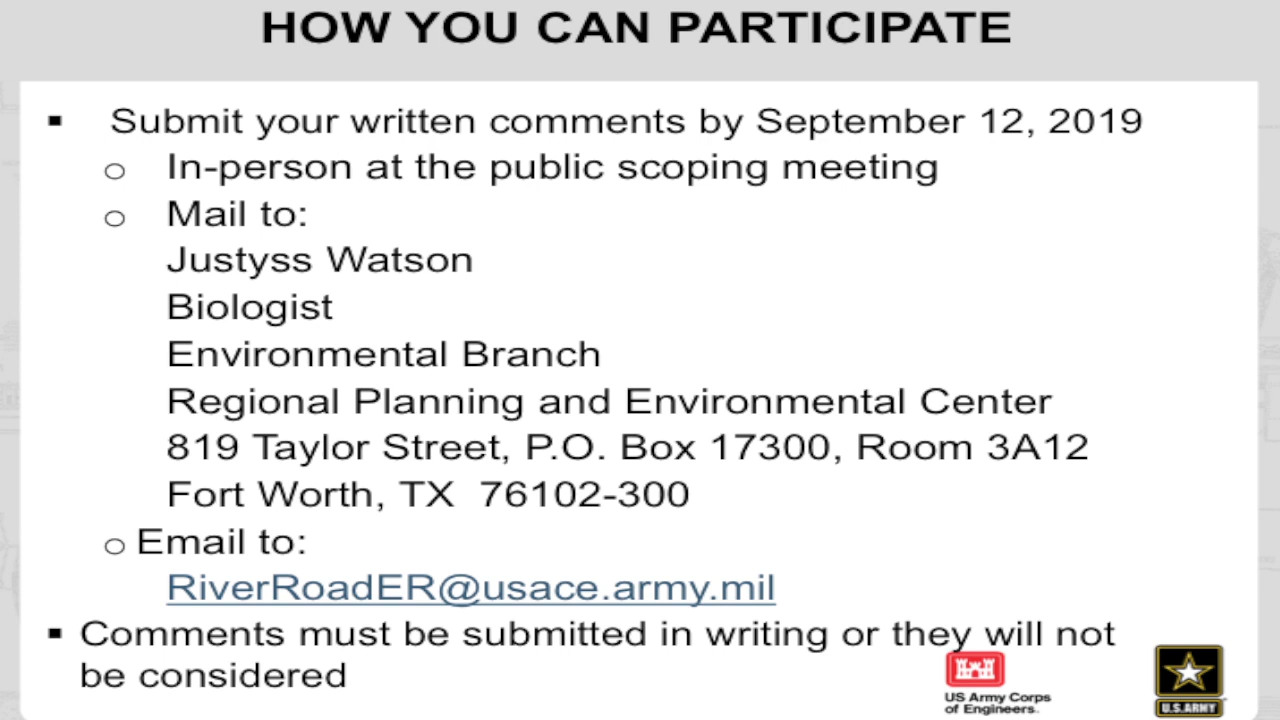 HOW YOU CAN PARTICIPATE
▪ Submit your written comments by September 12, 2019
o In-person at the public scoping meeting
o Mail to:
Justyss Watson
Biologist
Environmental Branch
Regional Planning and Environmental Center
819 Taylor Street, P.O. Box 17300, Room 3A12
Fort Worth, TX 76102-300
o Email to:
RiverRoadER@usace.army.mil
▪ Comments must be submitted in writing or they will not
be considered
US Army Corps
of Engineers
U.S.ARMY